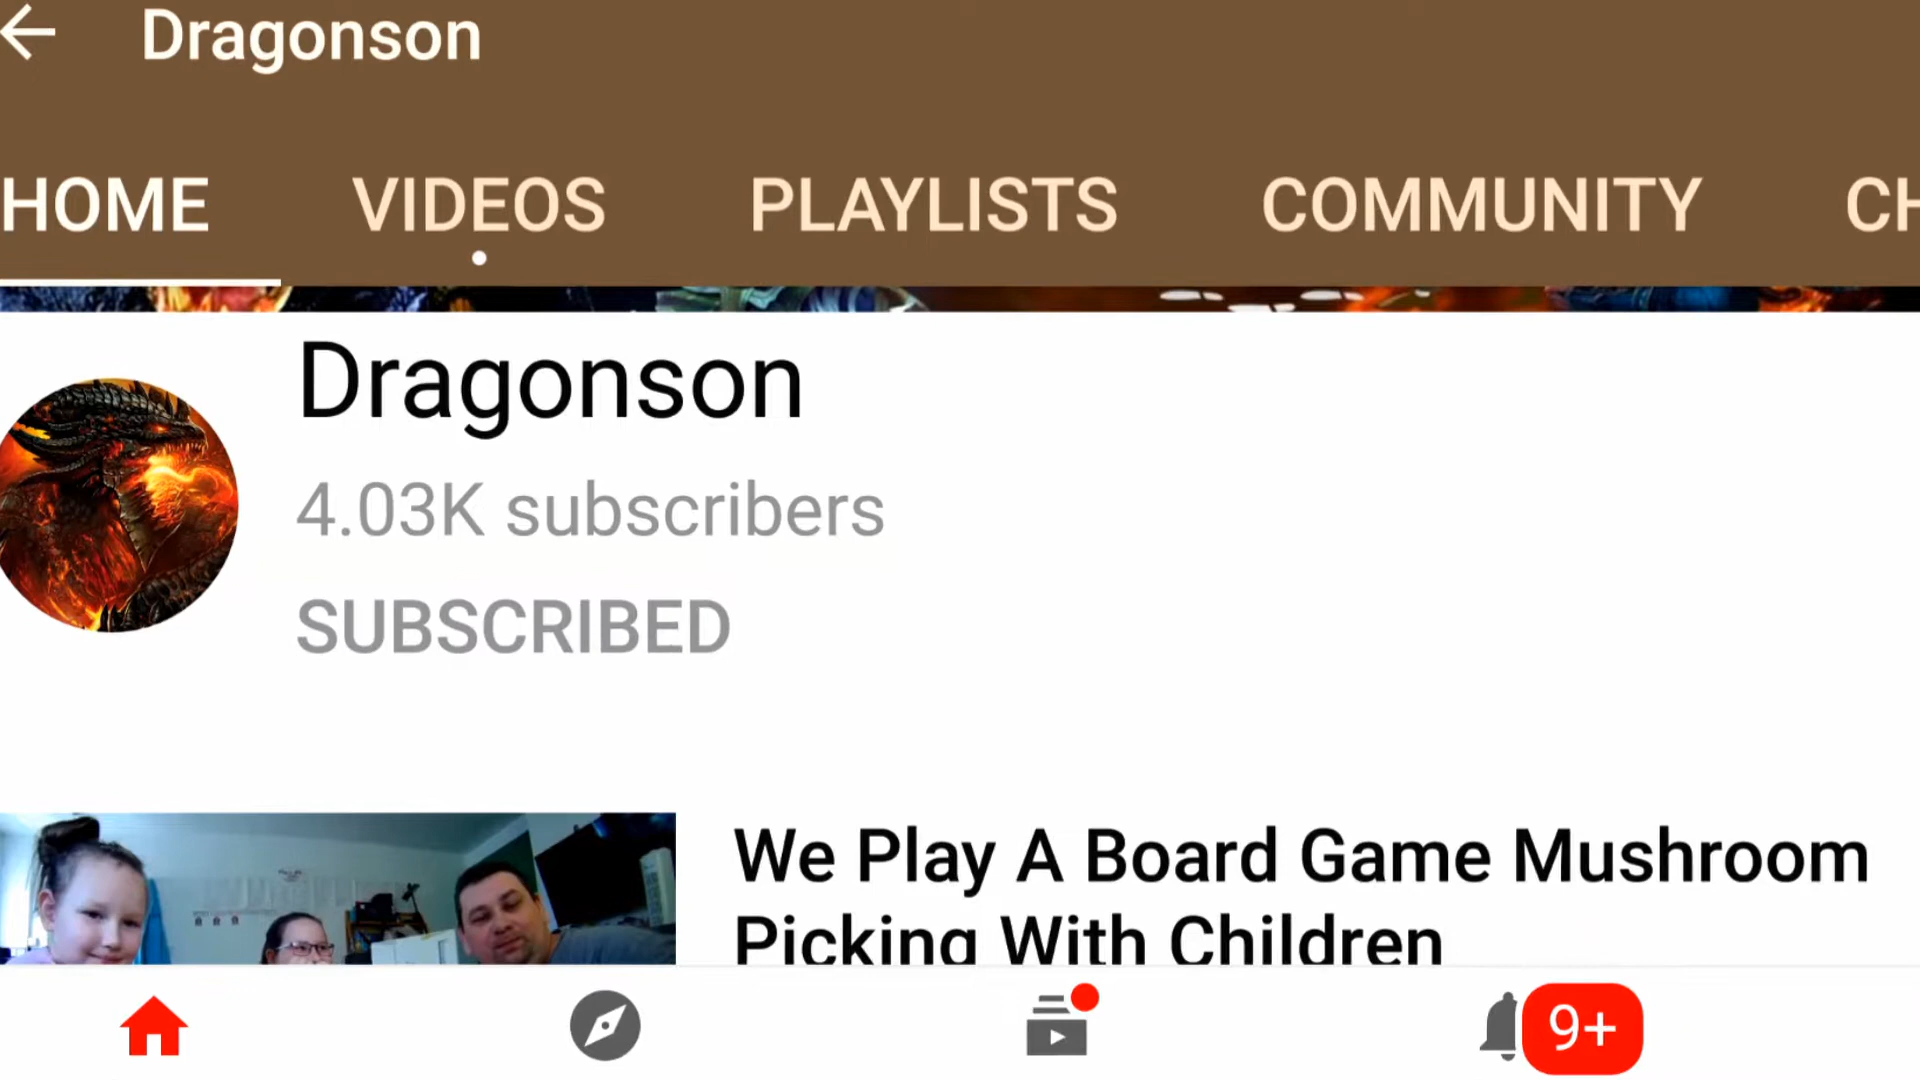 Dragonson
HOME VIDEOS PLAYLISTS COMMUNITY CH
Dragonson
4.03K subscribers
SUBSCRIBED
We Play A Board Game Mushroom
Picking With Children
9+